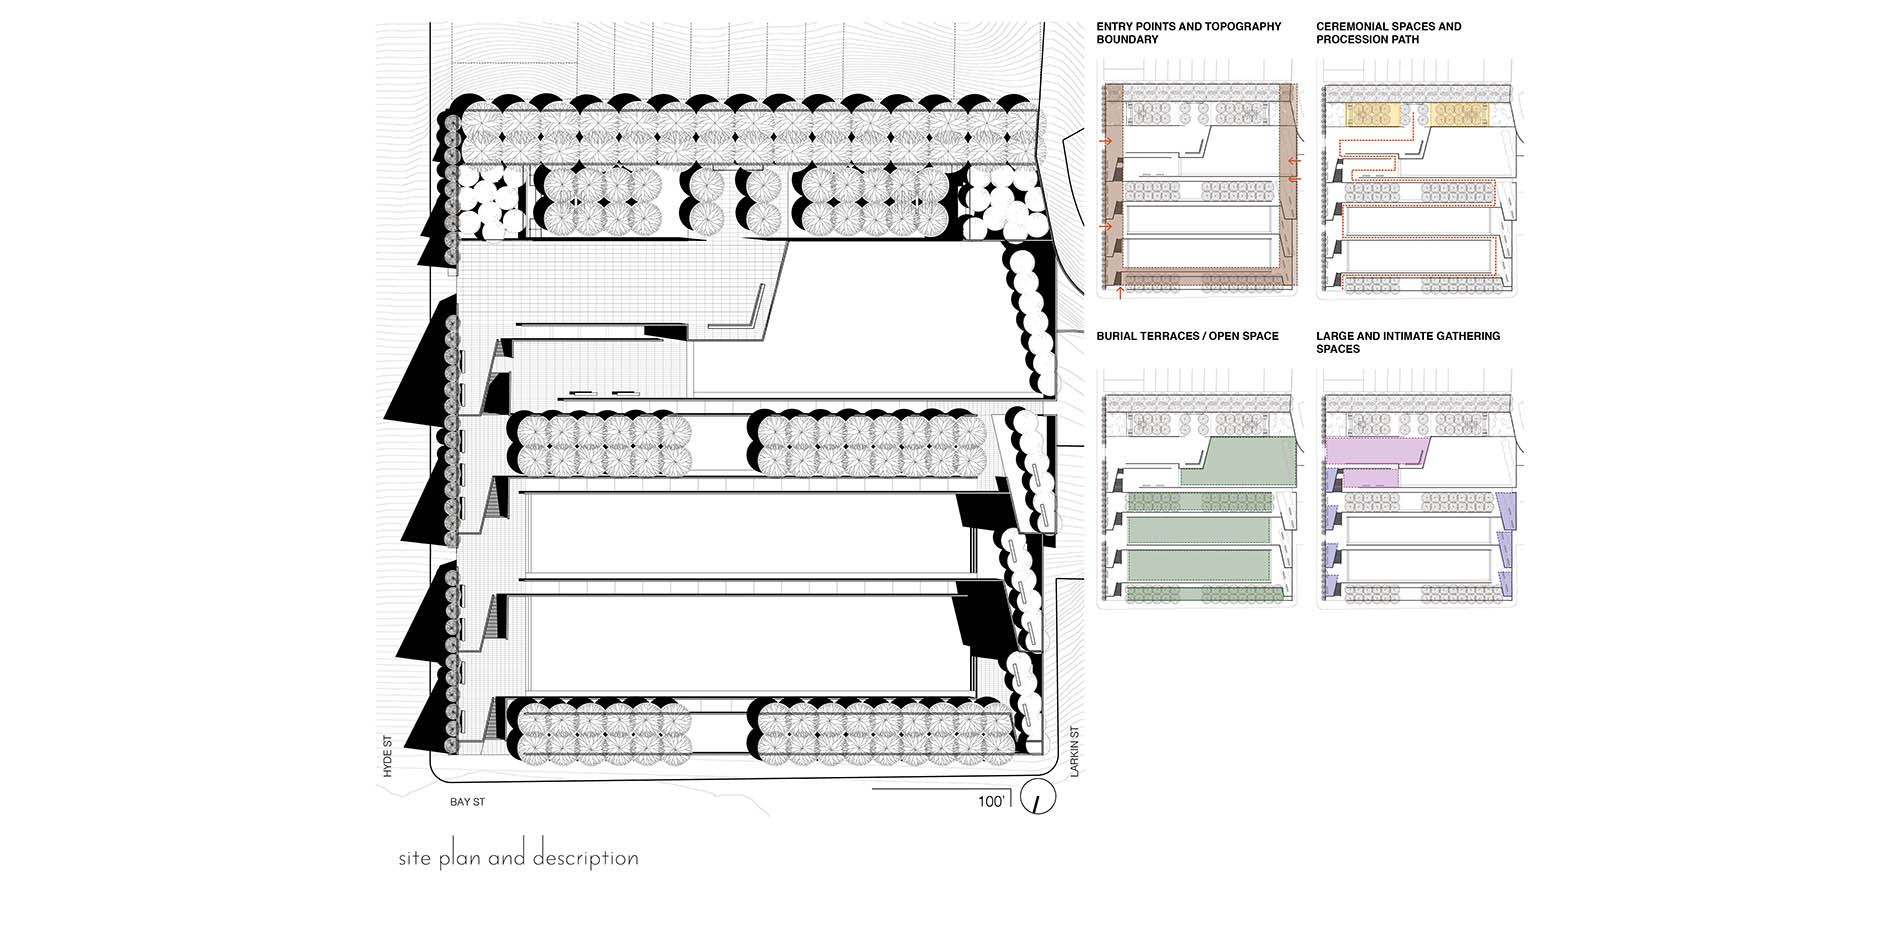 ENTRY POINTS AND TOPOGRAPHY
BOUNDARY
CEREMONIAL SPACES AND
PROCESSION PATH
BURIAL TERRACES / OPEN SPACE
LARGE AND INTIMATE GATHERING
SPACES
HYDE ST
LARKIN ST
BAY ST
100'
site plan and description